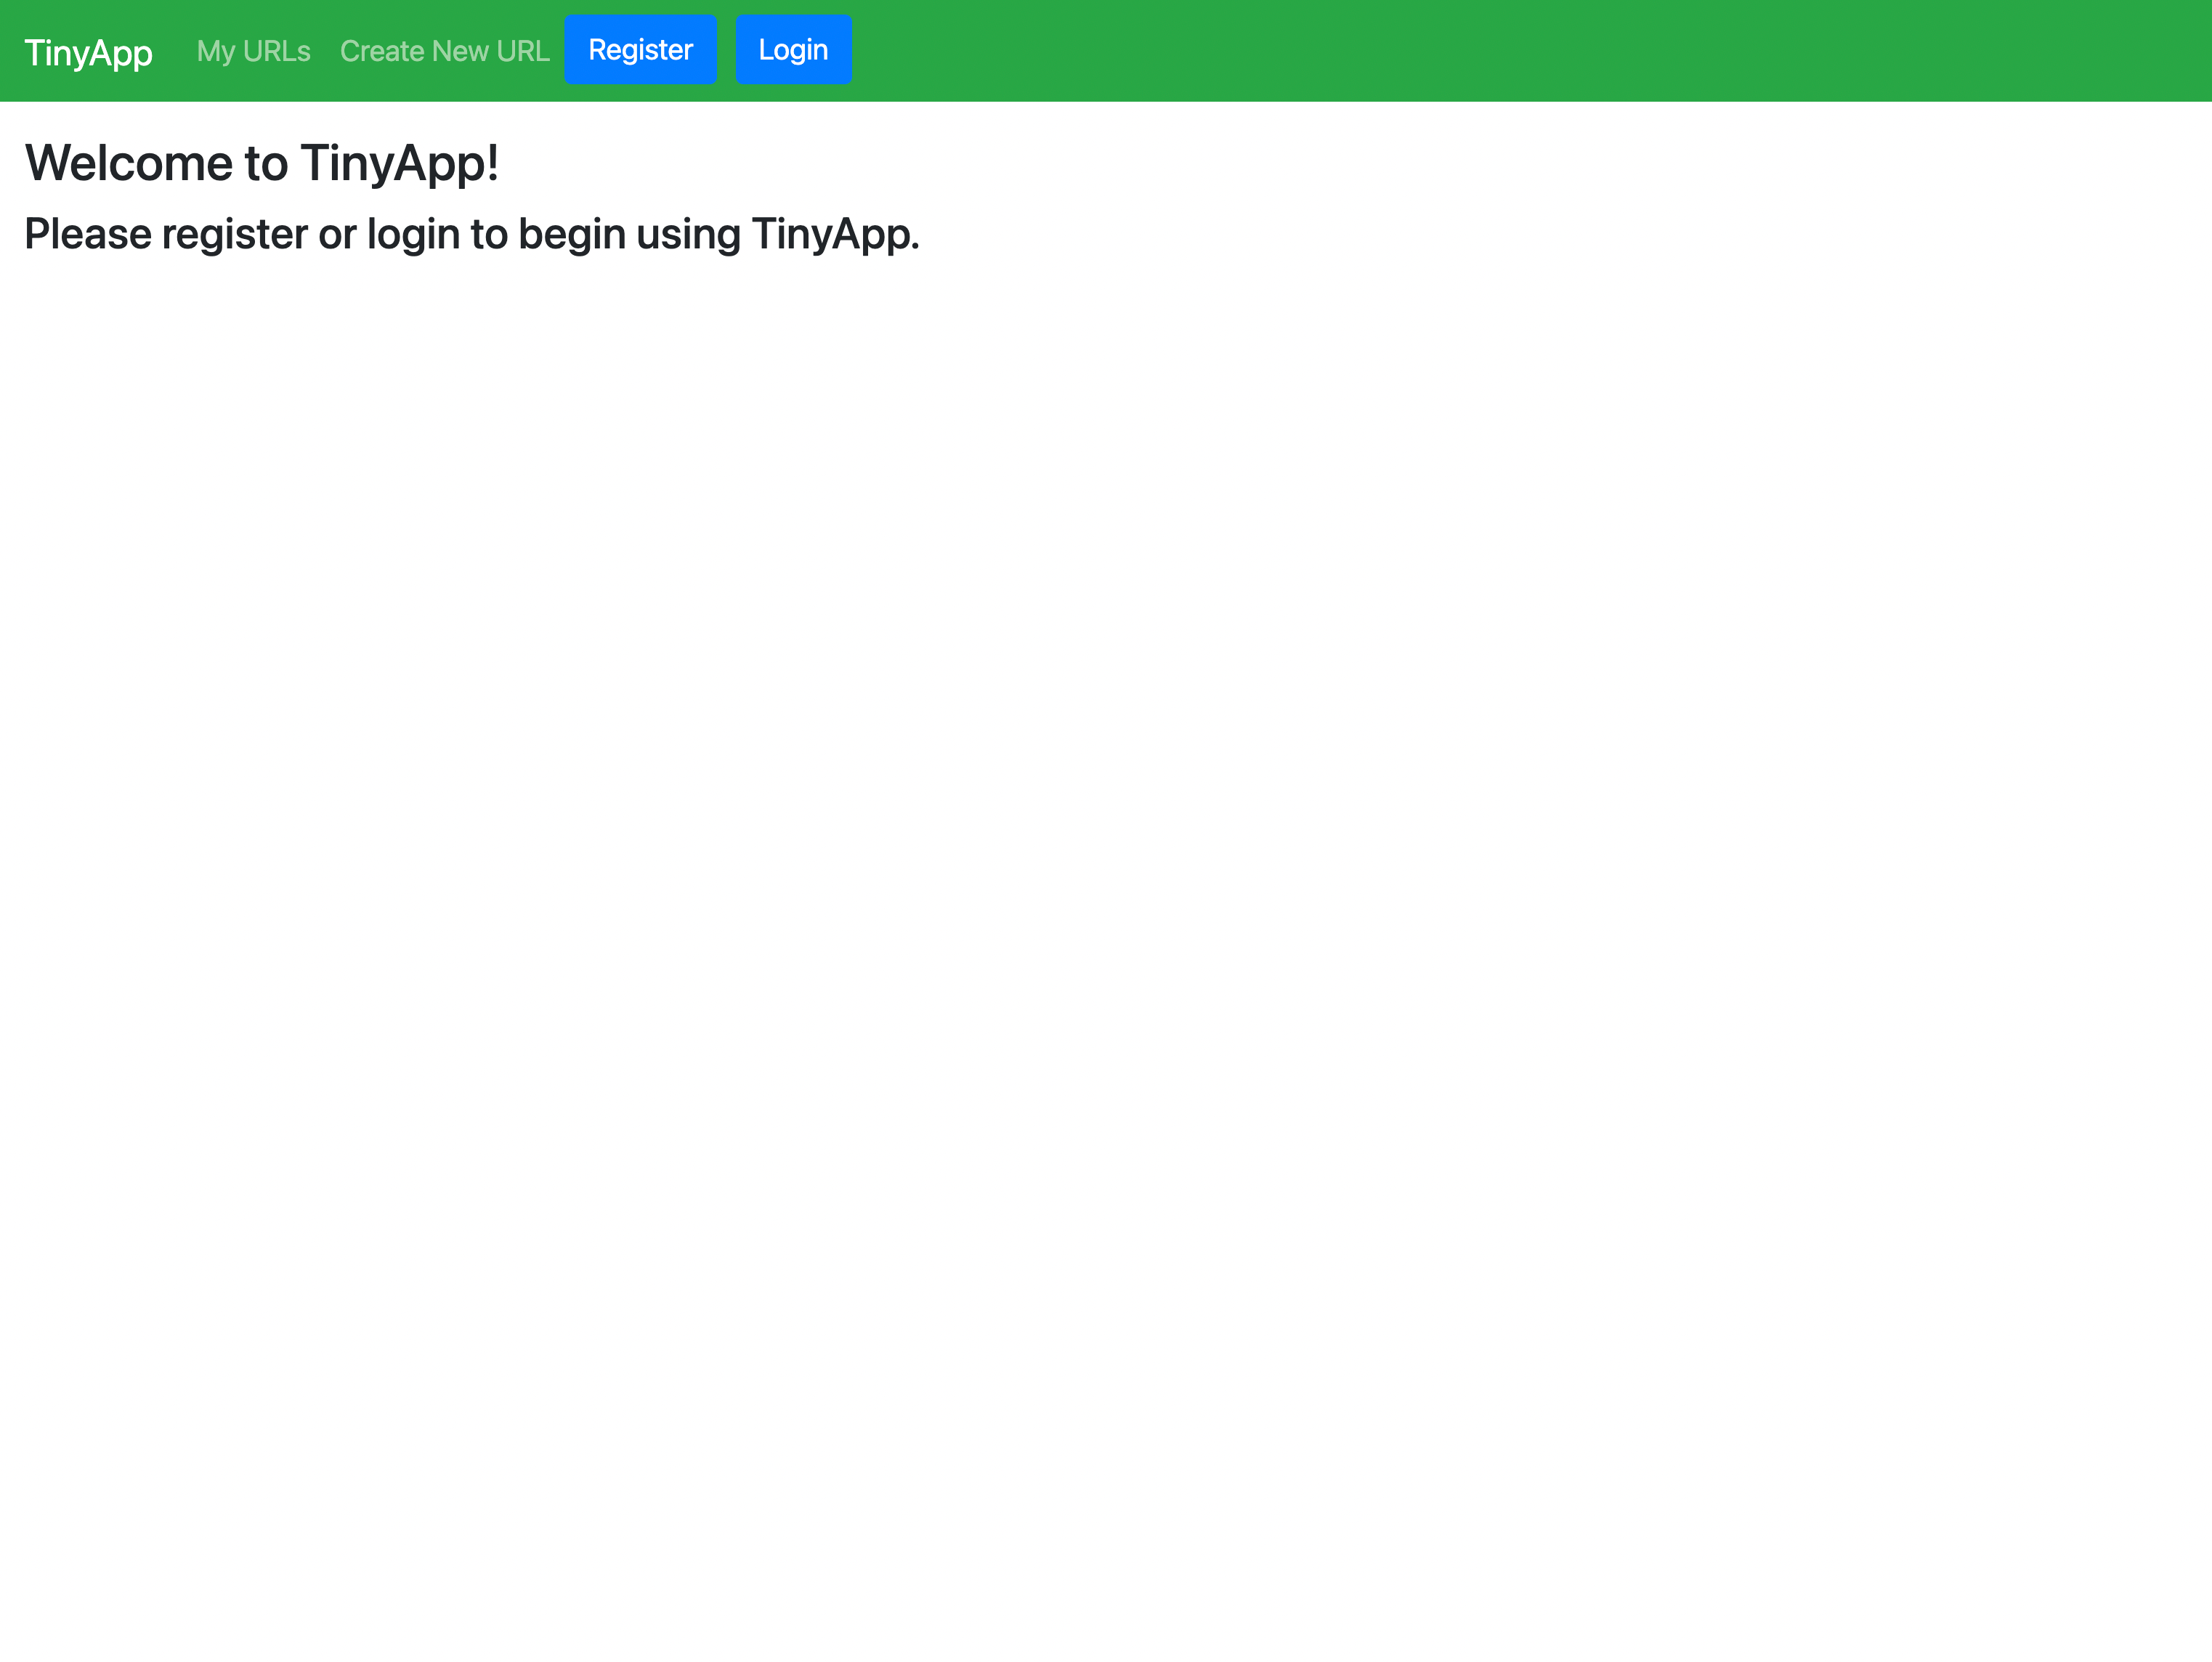 TinyApp My URLs Create New URL Register Login
Welcome to TinyApp!
Please register or login to begin using TinyApp.